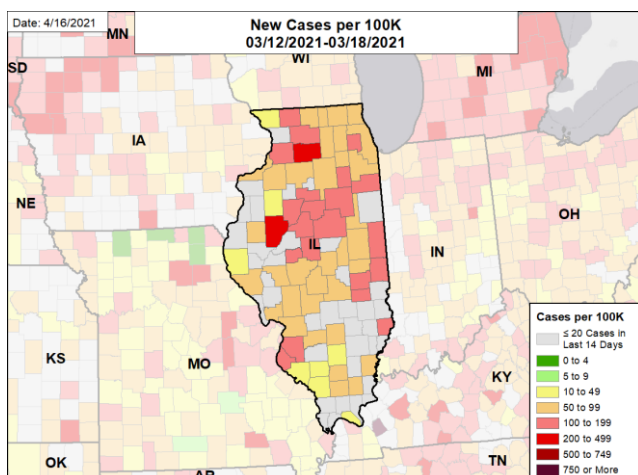 Date: 4/16/2021
New Cases per 100K
03/12/2021-03/18/2021
MN
WI
SD
MI
IA
NE
OH
IL
IN
KS
MO
KY
OK
AR
TN
Cases per 100K
≤ 20 Cases in
Last 14 Days
0 to 4
5 to 9
10 to 49
50 to 99
100 to 199
200 to 499
500 to 749
750 or More